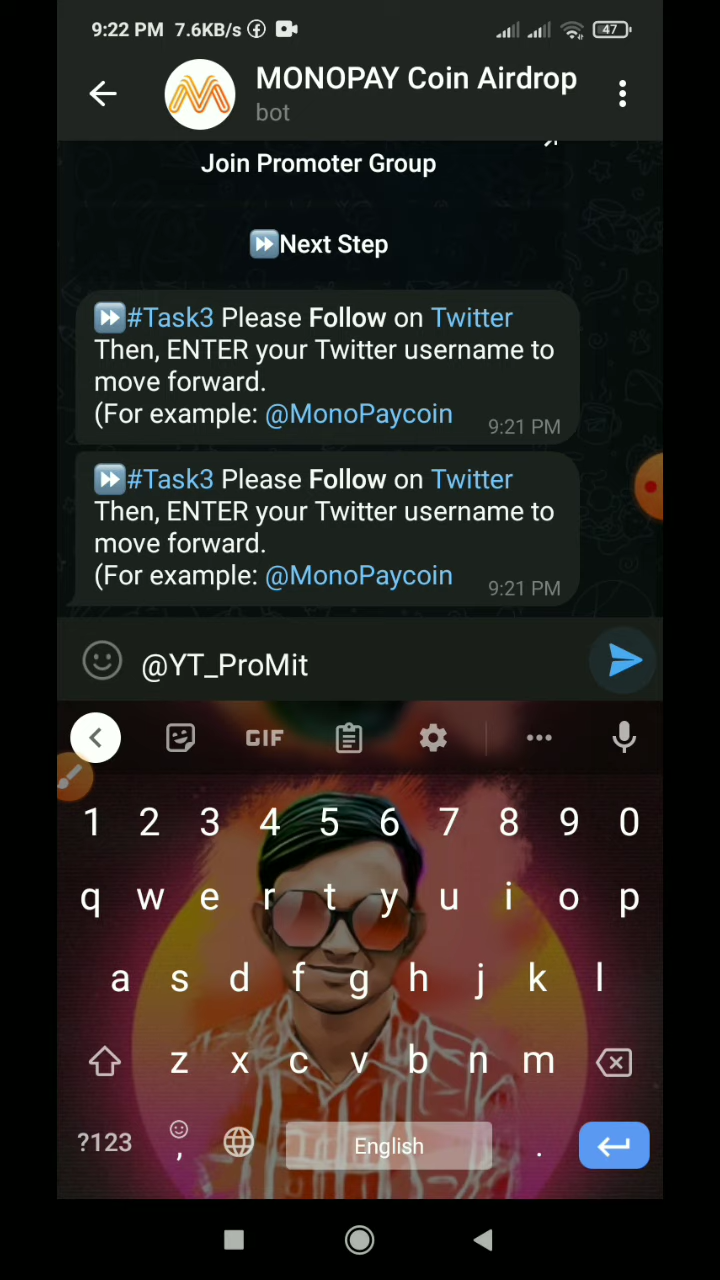 9:22 PM 7.6KB/s
47
MONOPAY Coin Airdrop
bot
Join Promoter Group
⏩Next Step
⏩#Task3 Please Follow on Twitter
Then, ENTER your Twitter username to
move forward.
(For example: @MonoPaycoin
9:21 PM
⏩#Task3 Please Follow on Twitter
Then, ENTER your Twitter username to
move forward.
(For example: @MonoPaycoin
9:21 PM
@YT_ProMit
GIF
1 2 3 4 5 6 7 8 9 0
q w e r t y u i o p
a s d f g h j k l
z x c v b n m
?123 , English .